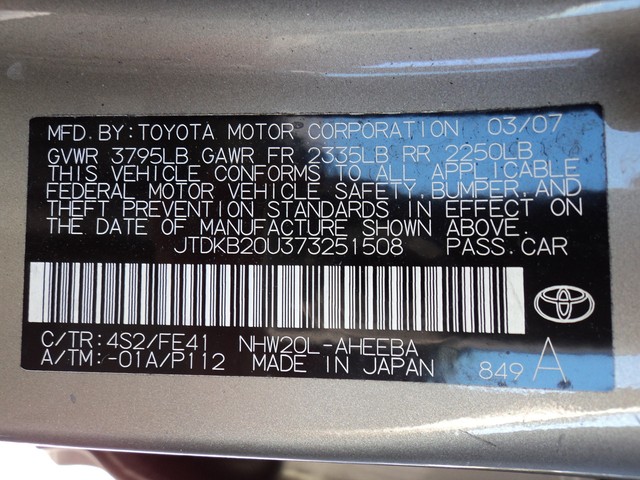 MFD. BY: TOYOTA MOTOR CORPORATION 03/07
GVWR 3795LB GAWR FR 2335LB RR 2250LB
THIS VEHICLE CONFORMS TO ALL APPLICABLE
FEDERAL MOTOR VEHICLE SAFETY, BUMPER, AND
THEFT PREVENTION STANDARDS IN EFFECT ON
THE DATE OF MANUFACTURE SHOWN ABOVE.
JTDKB20U373251508 PASS. CAR
C/TR: 4S2/FE41 NHW20L-AHEEBA
A/TM: -01A/P112 MADE IN JAPAN 849 A